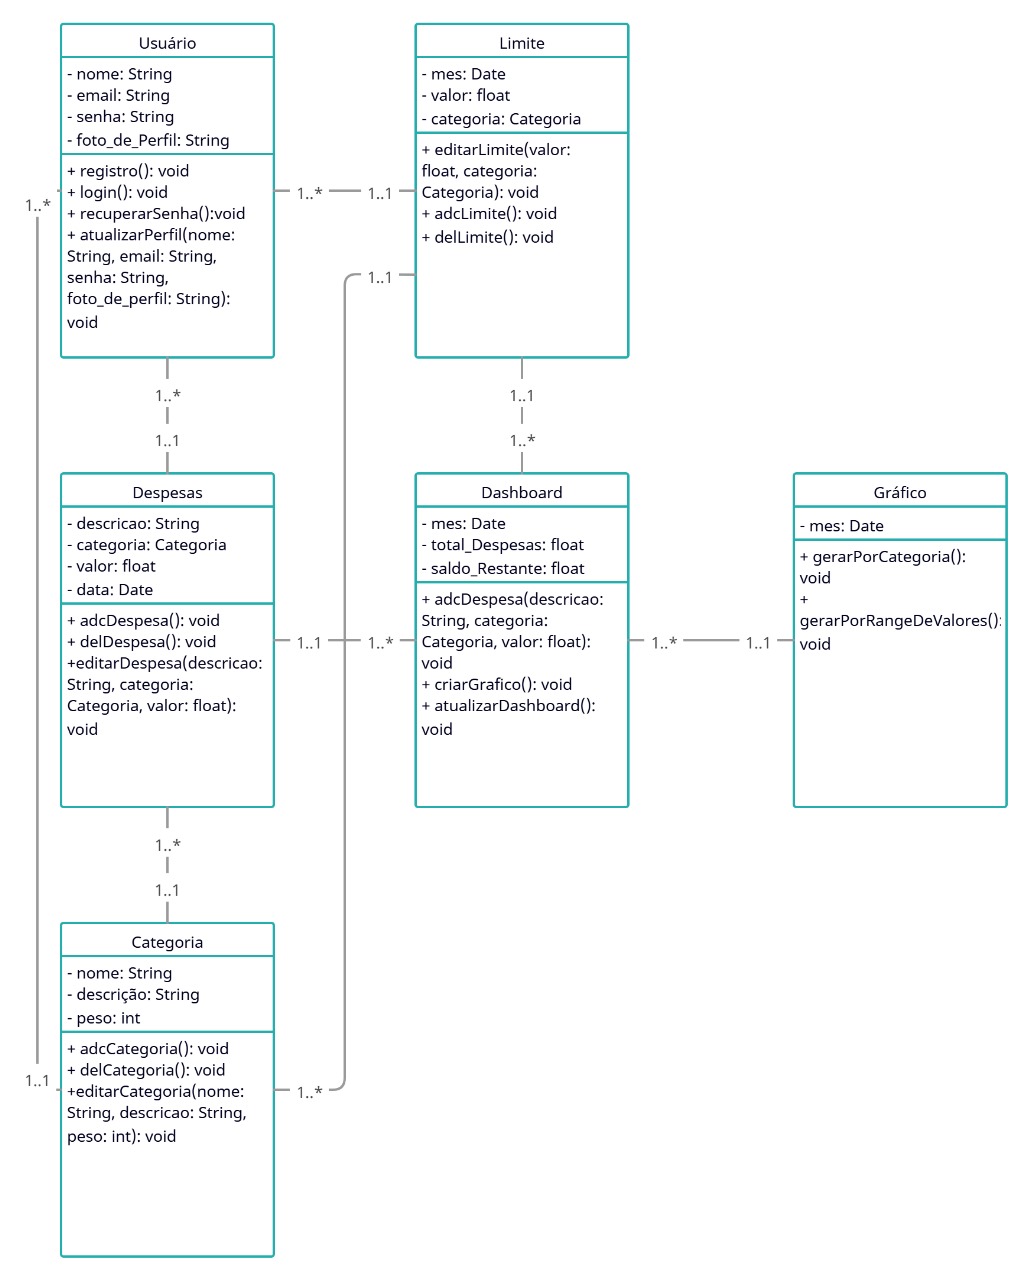 Usuário
- nome: String
- email: String
- senha: String
- foto_de_Perfil: String
+ registro(): void
+ login(): void
+ recuperarSenha():void
+ atualizarPerfil(nome:
String, email: String,
senha: String,
foto_de_perfil: String):
void
Limite
- mes: Date
- valor: float
- categoria: Categoria
+ editarLimite(valor:
float, categoria:
Categoria): void
+ adcLimite(): void
+ delLimite(): void
1..*
1..*
1..1
1..1
1..*
1..1
1..1
1..*
Despesas
- descricao: String
- categoria: Categoria
- valor: float
- data: Date
+ adcDespesa(): void
+ delDespesa(): void
+editarDespesa(descricao:
String, categoria:
Categoria, valor: float):
void
1..1
1..*
Dashboard
- mes: Date
- total_Despesas: float
- saldo_Restante: float
+ adcDespesa(descricao:
String, categoria:
Categoria, valor: float):
void
+ criarGrafico(): void
+ atualizarDashboard():
void
1..*
1..1
Gráfico
- mes: Date
+ gerarPorCategoria():
void
+
gerarPorRangeDeValores():
void
1..*
1..1
Categoria
- nome: String
- descrição: String
- peso: int
+ adcCategoria(): void
+ delCategoria(): void
+editarCategoria(nome:
String, descricao: String,
peso: int): void
1..1
1..*